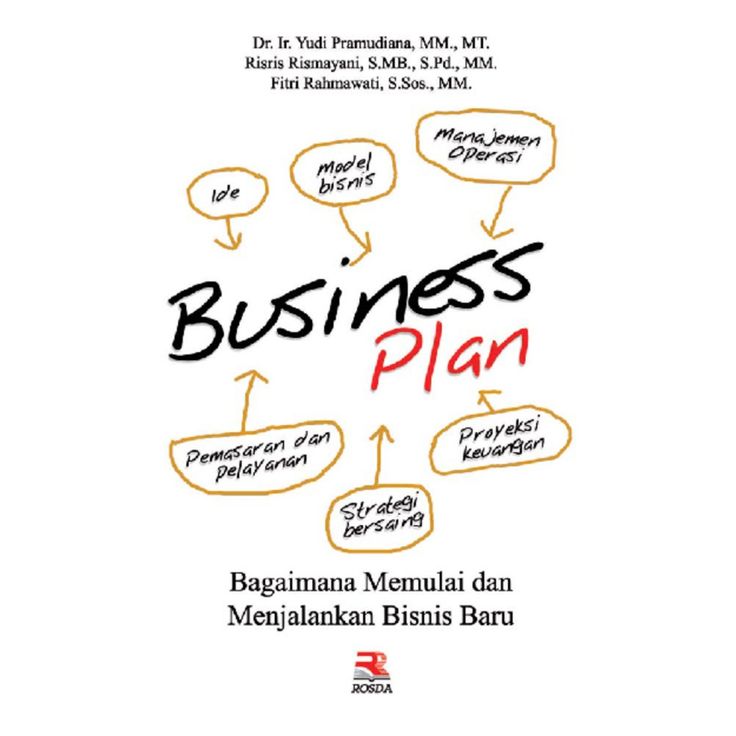 Dr. Ir. Yudi Pramudiana, MM., MT.
Risris Rismayani, S.MB., S.Pd., MM.
Fitri Rahmawati, S.Sos., MM.
Ide
Model
bisnis
Manajemen
Operasi
Business
Plan
Pemasaran dan
pelayanan
Strategi
bersaing
Proyeksi
keuangan
Bagaimana Memulai dan
Menjalankan Bisnis Baru
ROSDA